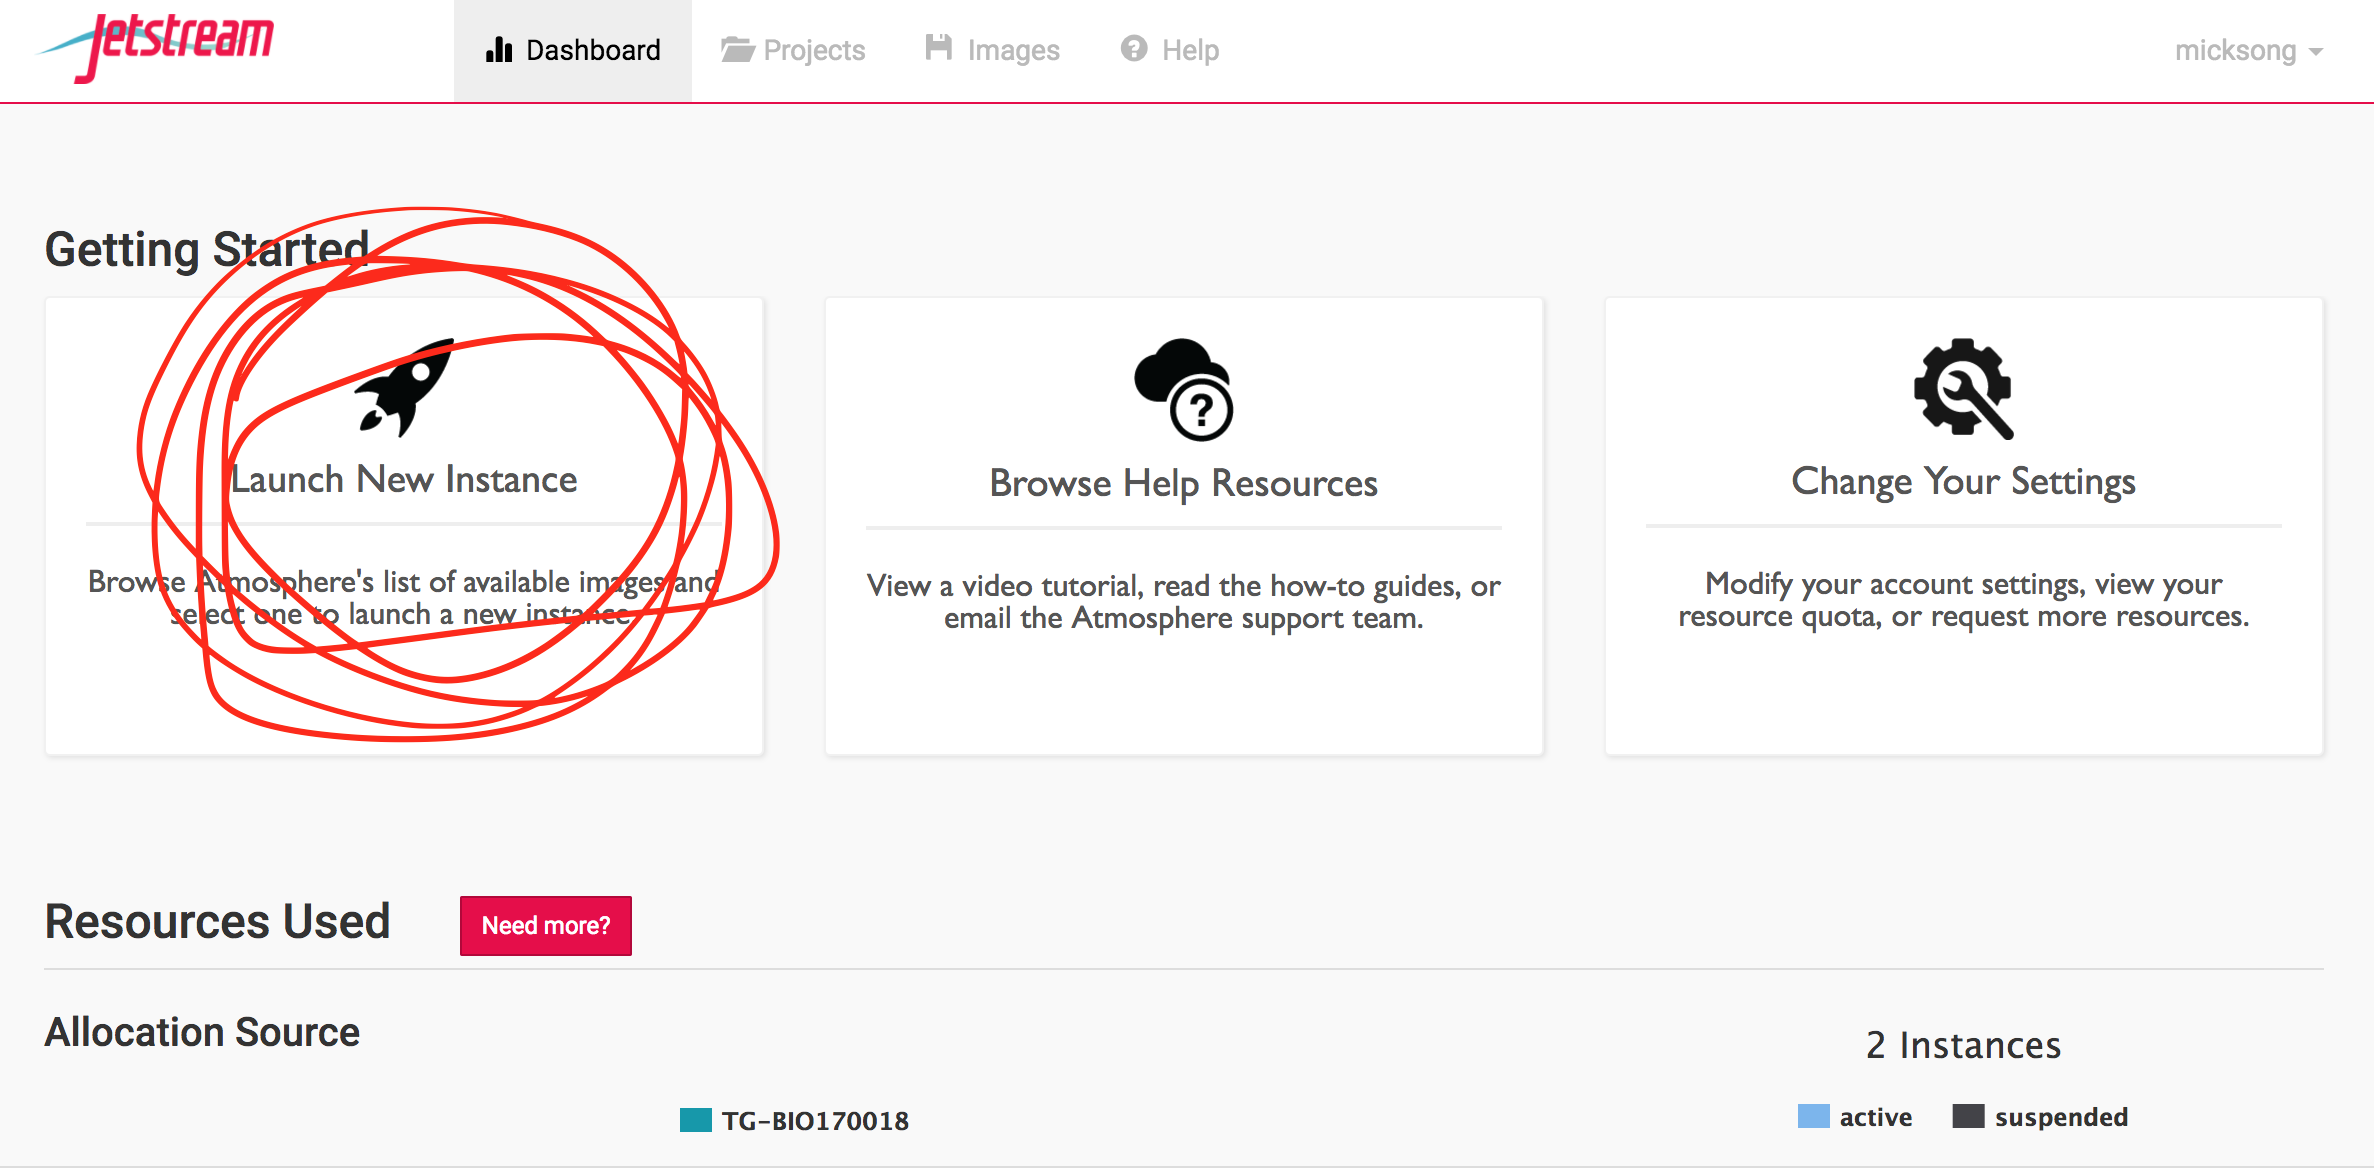 Jetstream
Dashboard
Projects
Images
Help
micksong
Getting Started
Launch New Instance
Browse Atmosphere's list of available images and
select one to launch a new instance.
Browse Help Resources
View a video tutorial, read the how-to guides, or
email the Atmosphere support team.
Change Your Settings
Modify your account settings, view your
resource quota, or request more resources.
Resources Used
Need more?
Allocation Source
TG-BIO170018
2 Instances
active
suspended